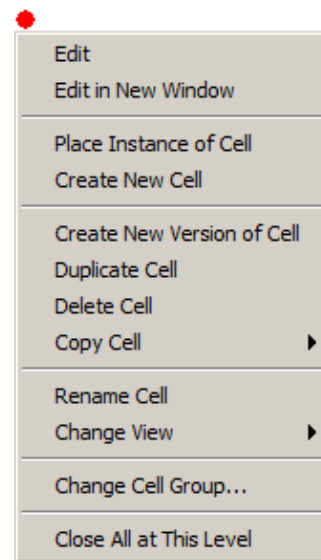 Edit
Edit in New Window
Place Instance of Cell
Create New Cell
Create New Version of Cell
Duplicate Cell
Delete Cell
Copy Cell
Rename Cell
Change View
Change Cell Group...
Close All at This Level